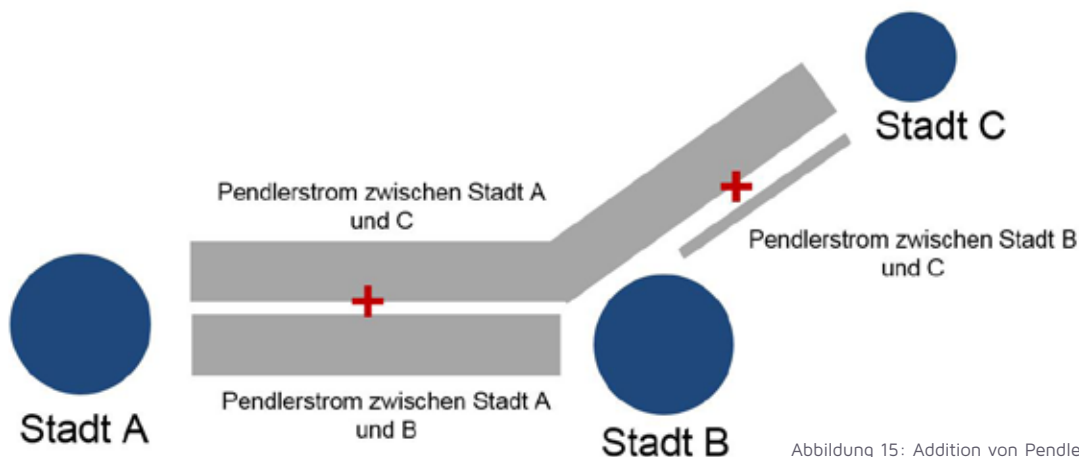 Stadt C
Pendlerstrom zwischen Stadt A
und C
Pendlerstrom zwischen Stadt B
und C
Stadt A
Pendlerstrom zwischen Stadt A
und B
Stadt B
Abbildung 15: Addition von Pendle